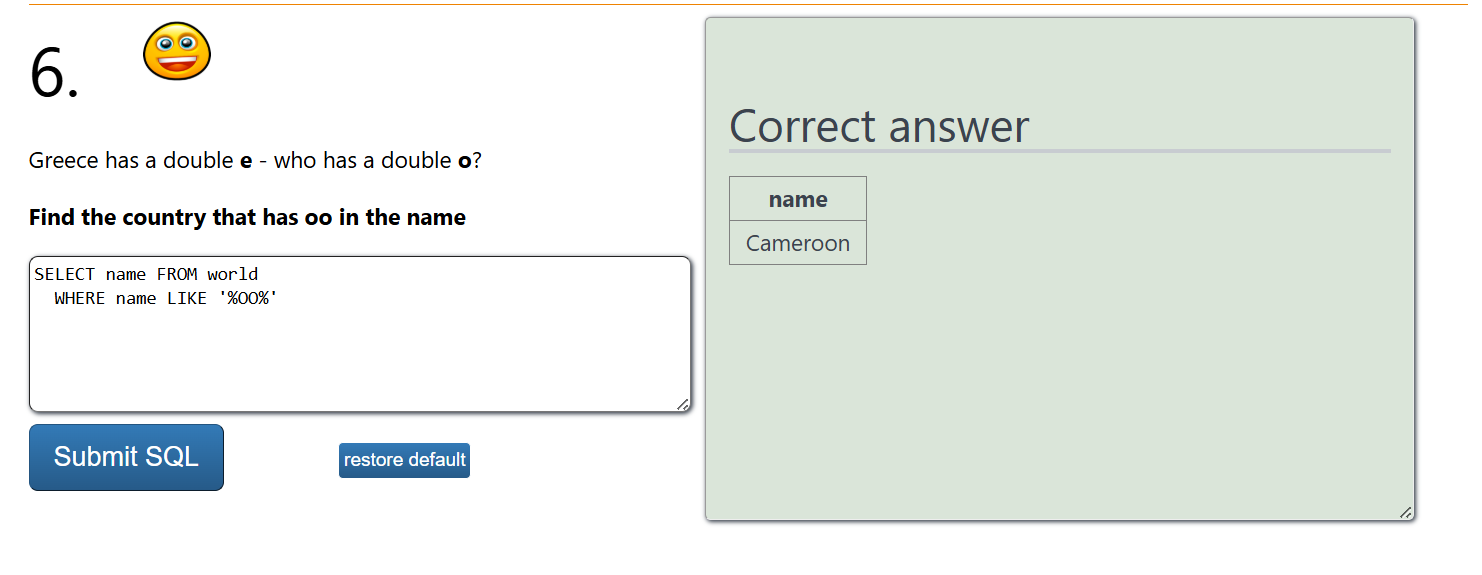 6.
Greece has a double e - who has a double o?
Find the country that has oo in the name
SELECT name FROM world
WHERE name LIKE '%OO%'
Submit SQL
restore default
Correct answer
name
Cameroon